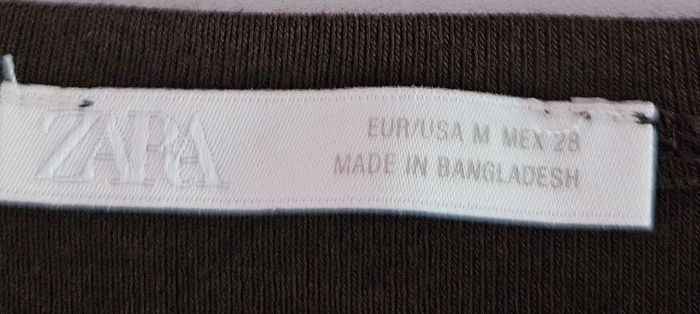 ZARA
EUR/USA M MEX 28
MADE IN BANGLADESH